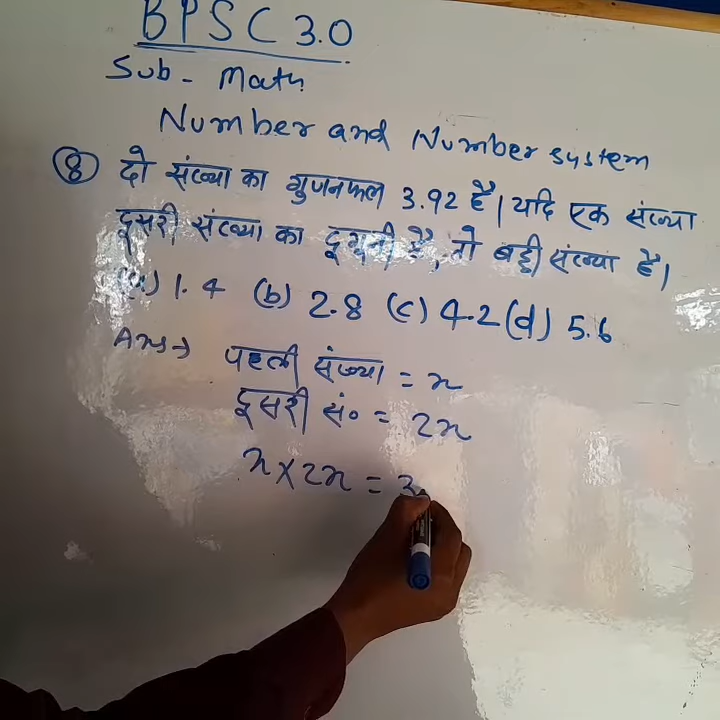 BPSC 3.0
Sub - Math
Number and Number system
8 दो संख्या का गुणनफल 3.92 है। यदि एक संख्या
दूसरी संख्या का दूगुनी है, तो बड़ी संख्या है।
(a) 1.4 (b) 2.8 (c) 4.2 (d) 5.6
Ans→ पहली संख्या = x
दूसरी सं० = 2x
x × 2x = 3.